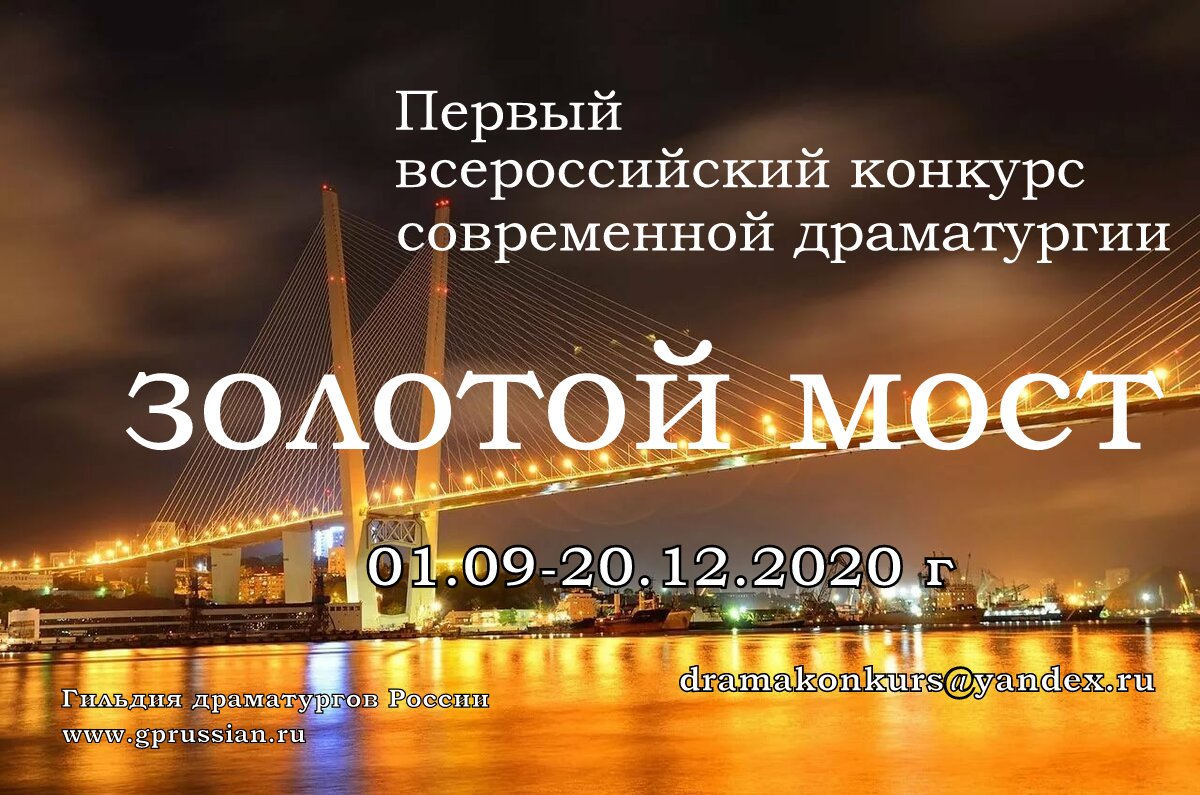 Первый
всероссийский конкурс
современной драматургии
золотой мост
01.09-20.12.2020 г
dramakonkurs@yandex.ru
Гильдия драматургов России
www.gprussian.ru